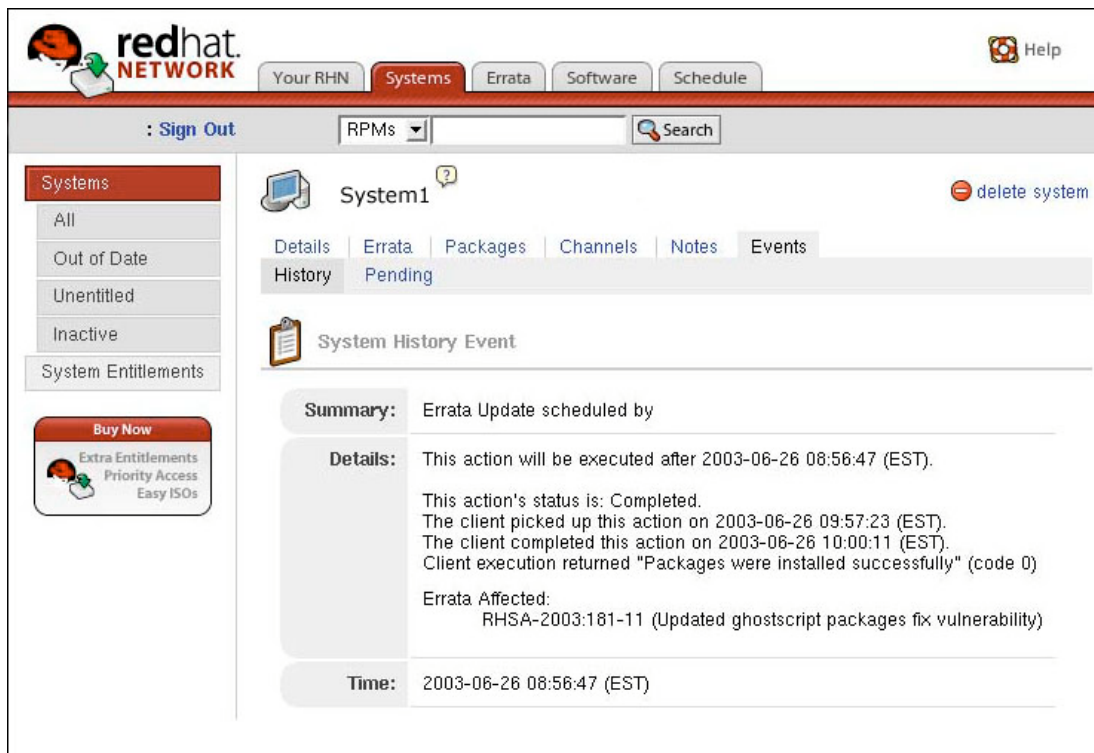 redhat.
NETWORK
Your RHN
Systems
Errata
Software
Schedule
Help
: Sign Out
RPMs
Search
Systems
All
Out of Date
Unentitled
Inactive
System Entitlements
Buy Now
Extra Entitlements
Priority Access
Easy ISOs
System1 ?
delete system
Details | Errata | Packages | Channels | Notes | Events
History Pending
System History Event
Summary: Errata Update scheduled by
Details: This action will be executed after 2003-06-26 08:56:47 (EST).
This action's status is: Completed.
The client picked up this action on 2003-06-26 09:57:23 (EST).
The client completed this action on 2003-06-26 10:00:11 (EST).
Client execution returned "Packages were installed successfully" (code 0)
Errata Affected:
RHSA-2003:181-11 (Updated ghostscript packages fix vulnerability)
Time: 2003-06-26 08:56:47 (EST)